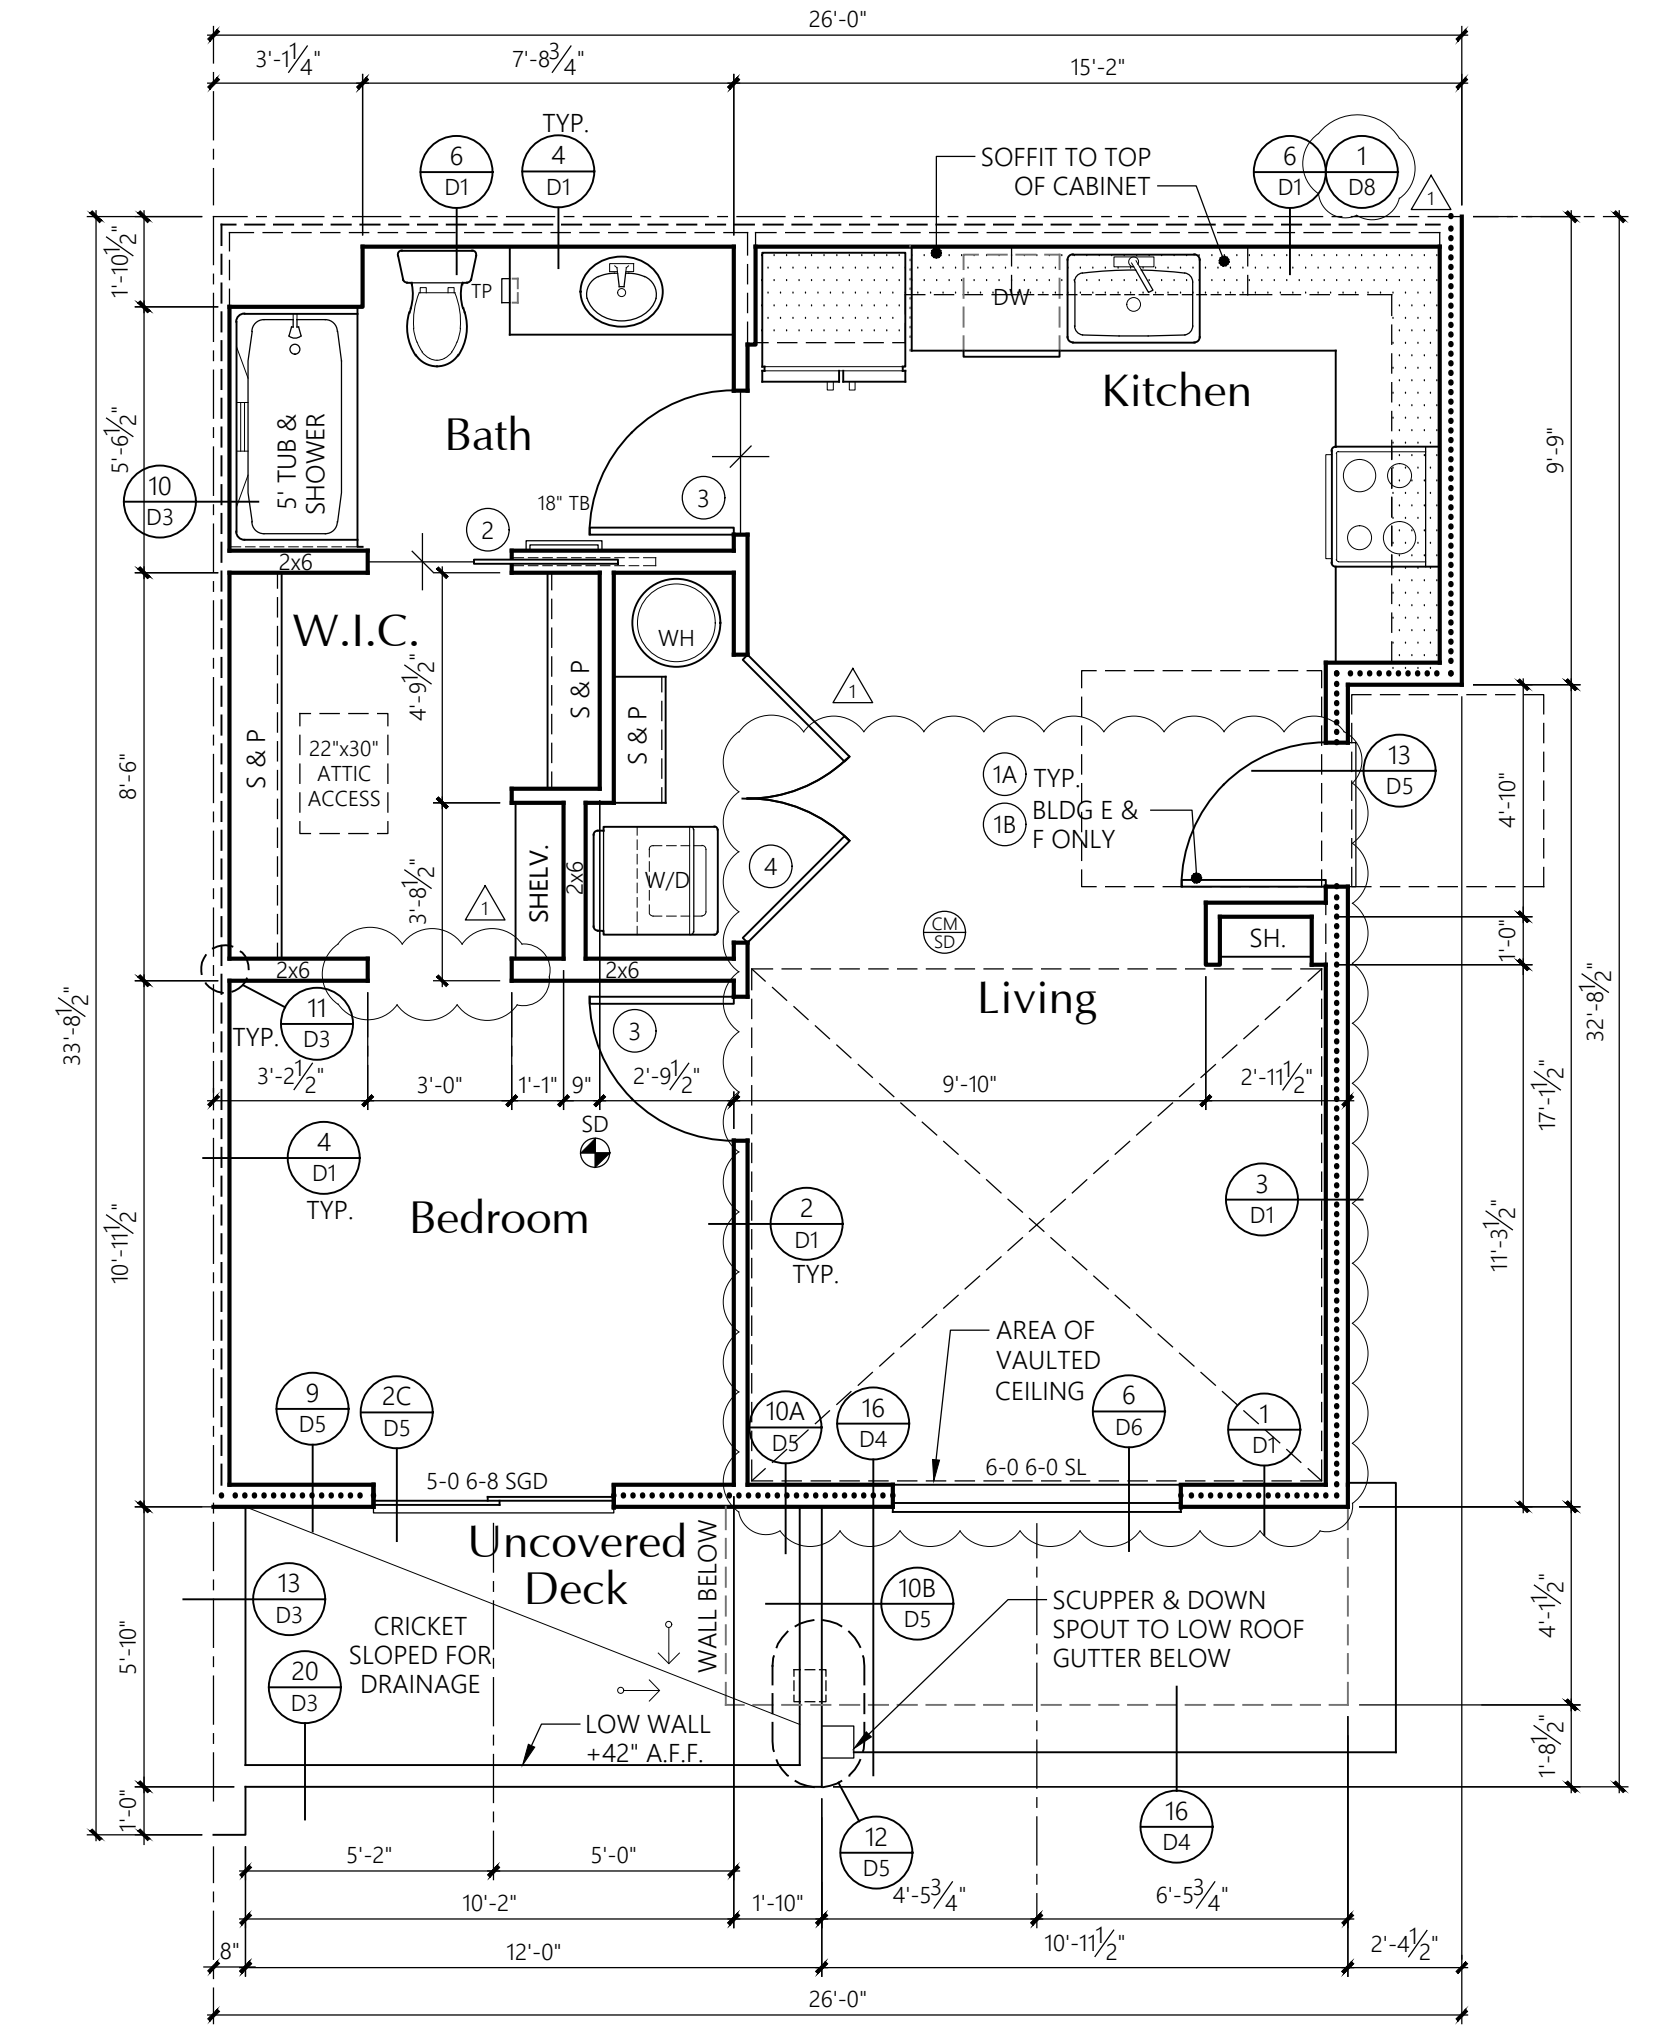 26'-0"
3'-1 1/4"
7'-8 3/4"
15'-2"
TYP.
6
D1
4
D1
SOFFIT TO TOP
OF CABINET
6
D1
1
D8
1
1'-10 1/2"
TP
DW
Kitchen
Bath
5'-6 1/2"
5' TUB &
SHOWER
9'-9"
10
D3
18" TB
3
2
2x6
W.I.C.
WH
4'-9 1/2"
S & P
S & P
S & P
1
22"x30"
ATTIC
ACCESS
8'-6"
13
D5
1A
TYP.
1B
BLDG E &
F ONLY
4'-10"
3'-8 1/2"
1
SHELV.
2x6
W/D
4
CM
SD
SH.
1'-0"
2x6
2x6
Living
33'-8 1/2"
32'-8 1/2"
11
D3
TYP.
3
3'-2 1/2"
3'-0"
1'-1"
9"
2'-9 1/2"
9'-10"
2'-11 1/2"
17'-1 1/2"
SD
4
D1
TYP.
Bedroom
2
D1
TYP.
3
D1
10'-11 1/2"
11'-3 1/2"
AREA OF
VAULTED
CEILING
9
D5
2C
D5
10A
D5
16
D4
6
D6
1
D1
5-0 6-8 SGD
6-0 6-0 SL
Uncovered
Deck
WALL BELOW
13
D3
CRICKET
SLOPED FOR
DRAINAGE
10B
D5
SCUPPER & DOWN
SPOUT TO LOW ROOF
GUTTER BELOW
4'-1 1/2"
5'-10"
20
D3
LOW WALL
+42" A.F.F.
1'-8 1/2"
1'-0"
12
D5
16
D4
5'-2"
5'-0"
10'-2"
1'-10"
4'-5 3/4"
6'-5 3/4"
8"
12'-0"
10'-11 1/2"
2'-4 1/2"
26'-0"